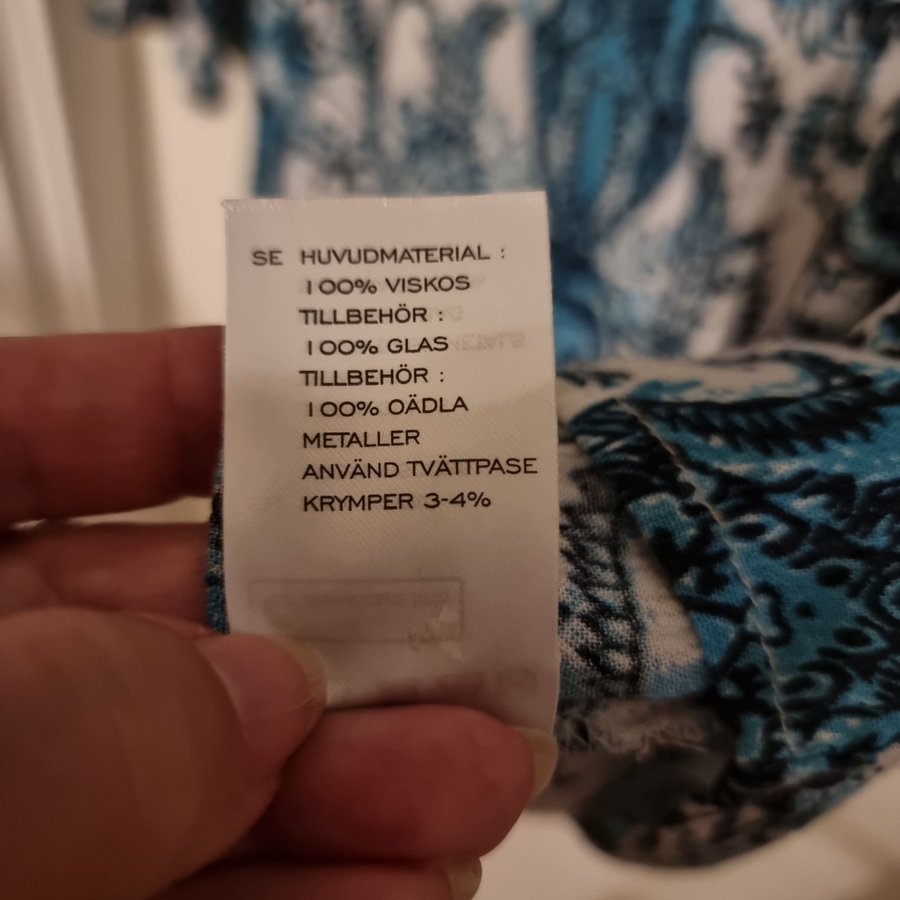 SE HUVUDMATERIAL :
100% VISKOS
TILLBEHÖR :
100% GLAS
TILLBEHÖR :
100% OÄDLA
METALLER
ANVÄND TVÄTTPASE
KRYMPER 3-4%